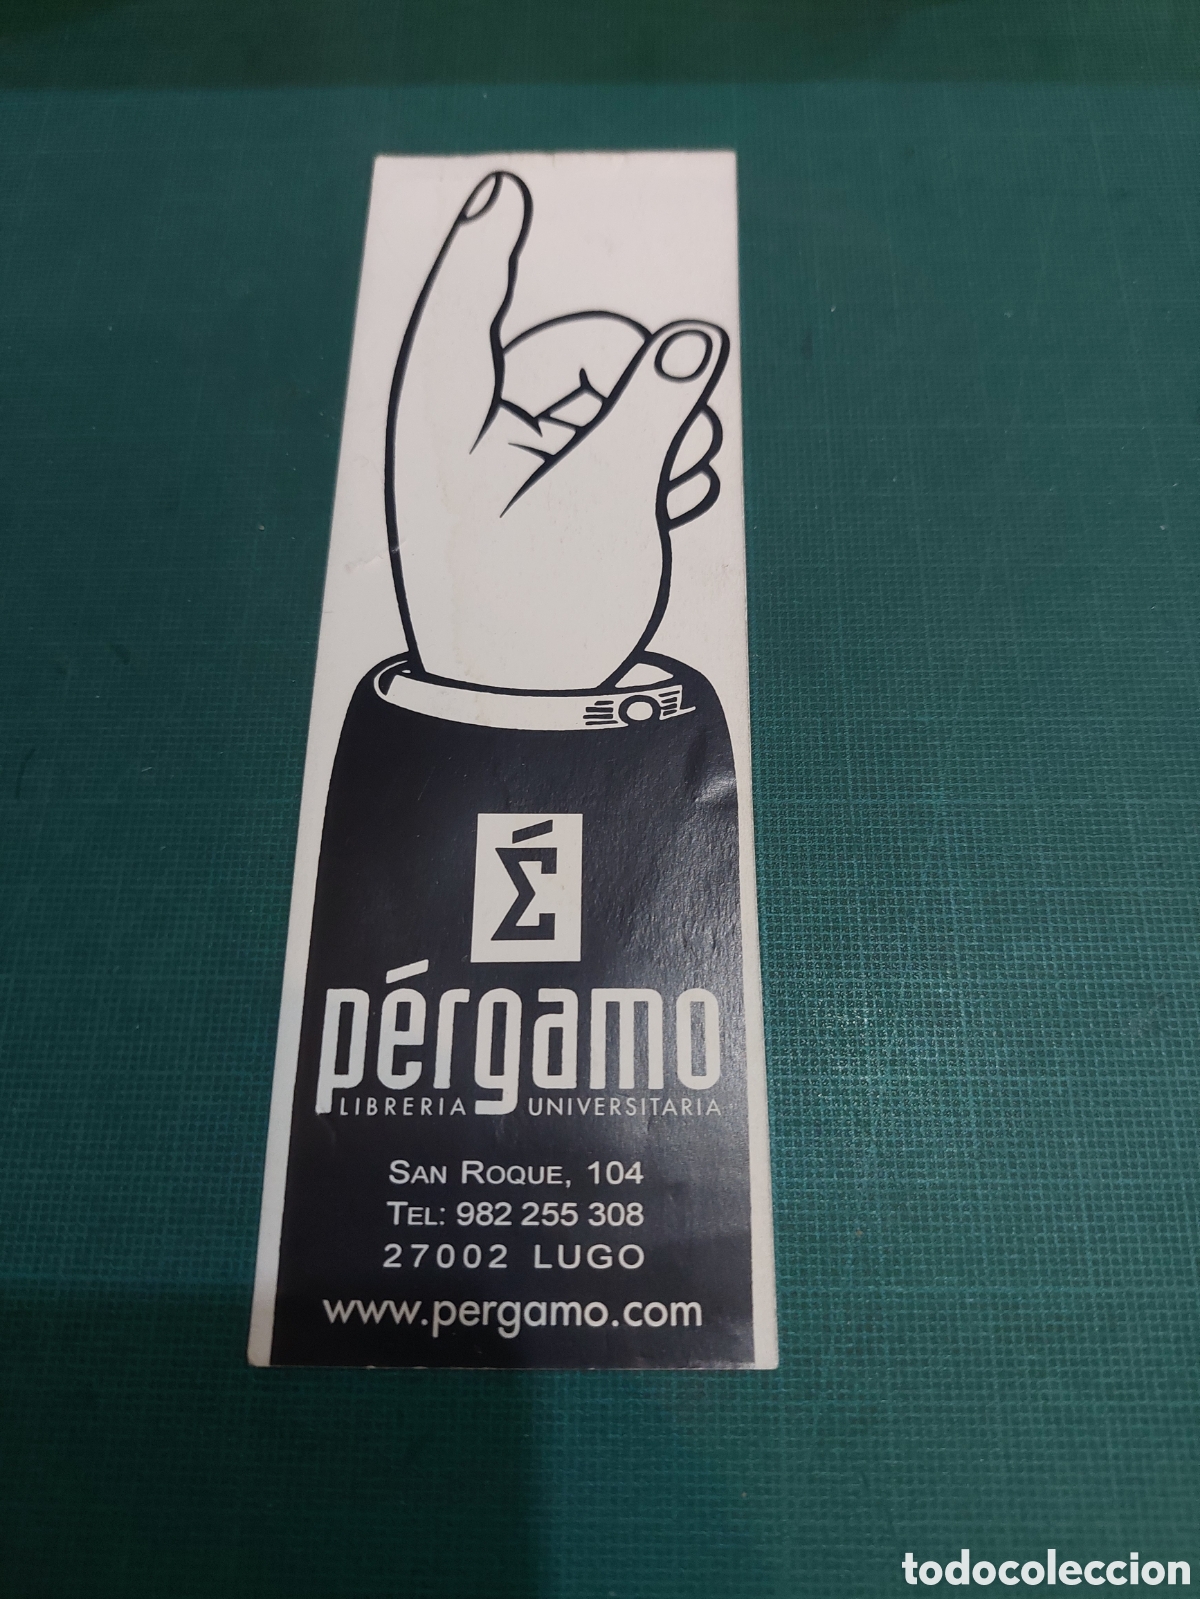 Σ́
pérgamo
LIBRERIA UNIVERSITARIA
SAN ROQUE, 104
TEL: 982 255 308
27002 LUGO
www.pergamo.com
todocoleccion